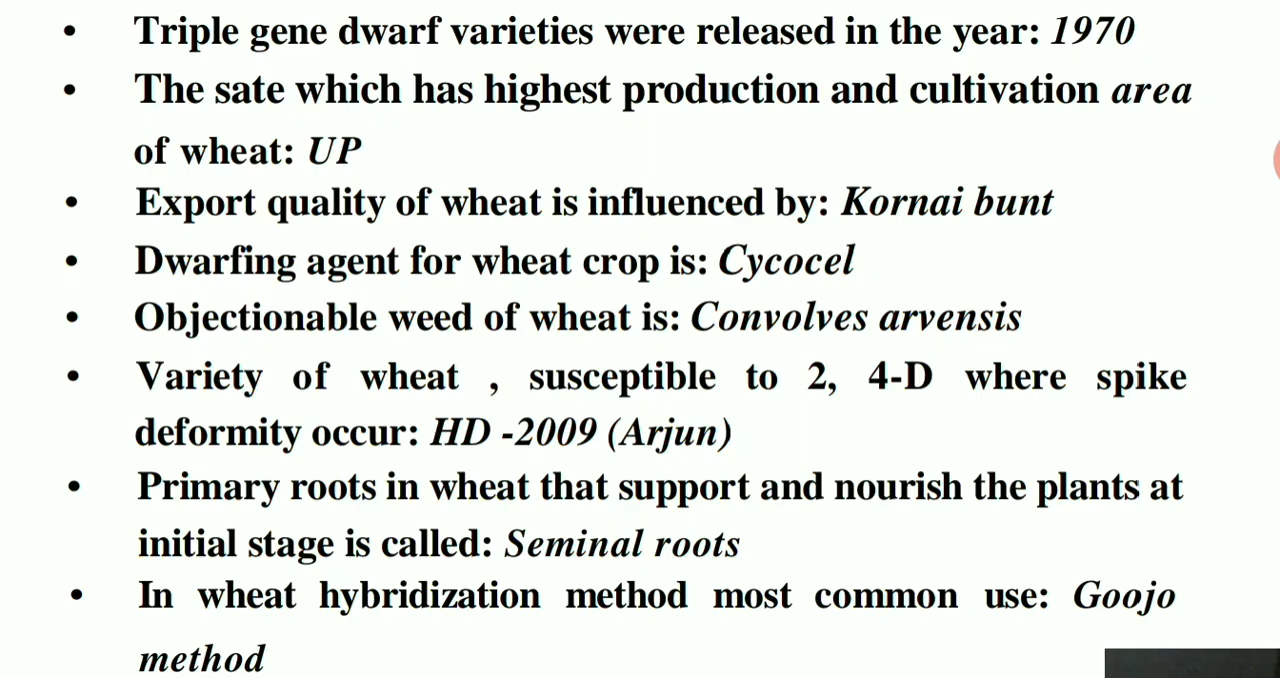 • Triple gene dwarf varieties were released in the year: 1970
• The sate which has highest production and cultivation area
of wheat: UP
• Export quality of wheat is influenced by: Kornai bunt
• Dwarfing agent for wheat crop is: Cycocel
• Objectionable weed of wheat is: Convolves arvensis
• Variety of wheat , susceptible to 2, 4-D where spike
deformity occur: HD -2009 (Arjun)
• Primary roots in wheat that support and nourish the plants at
initial stage is called: Seminal roots
• In wheat hybridization method most common use: Goojo
method